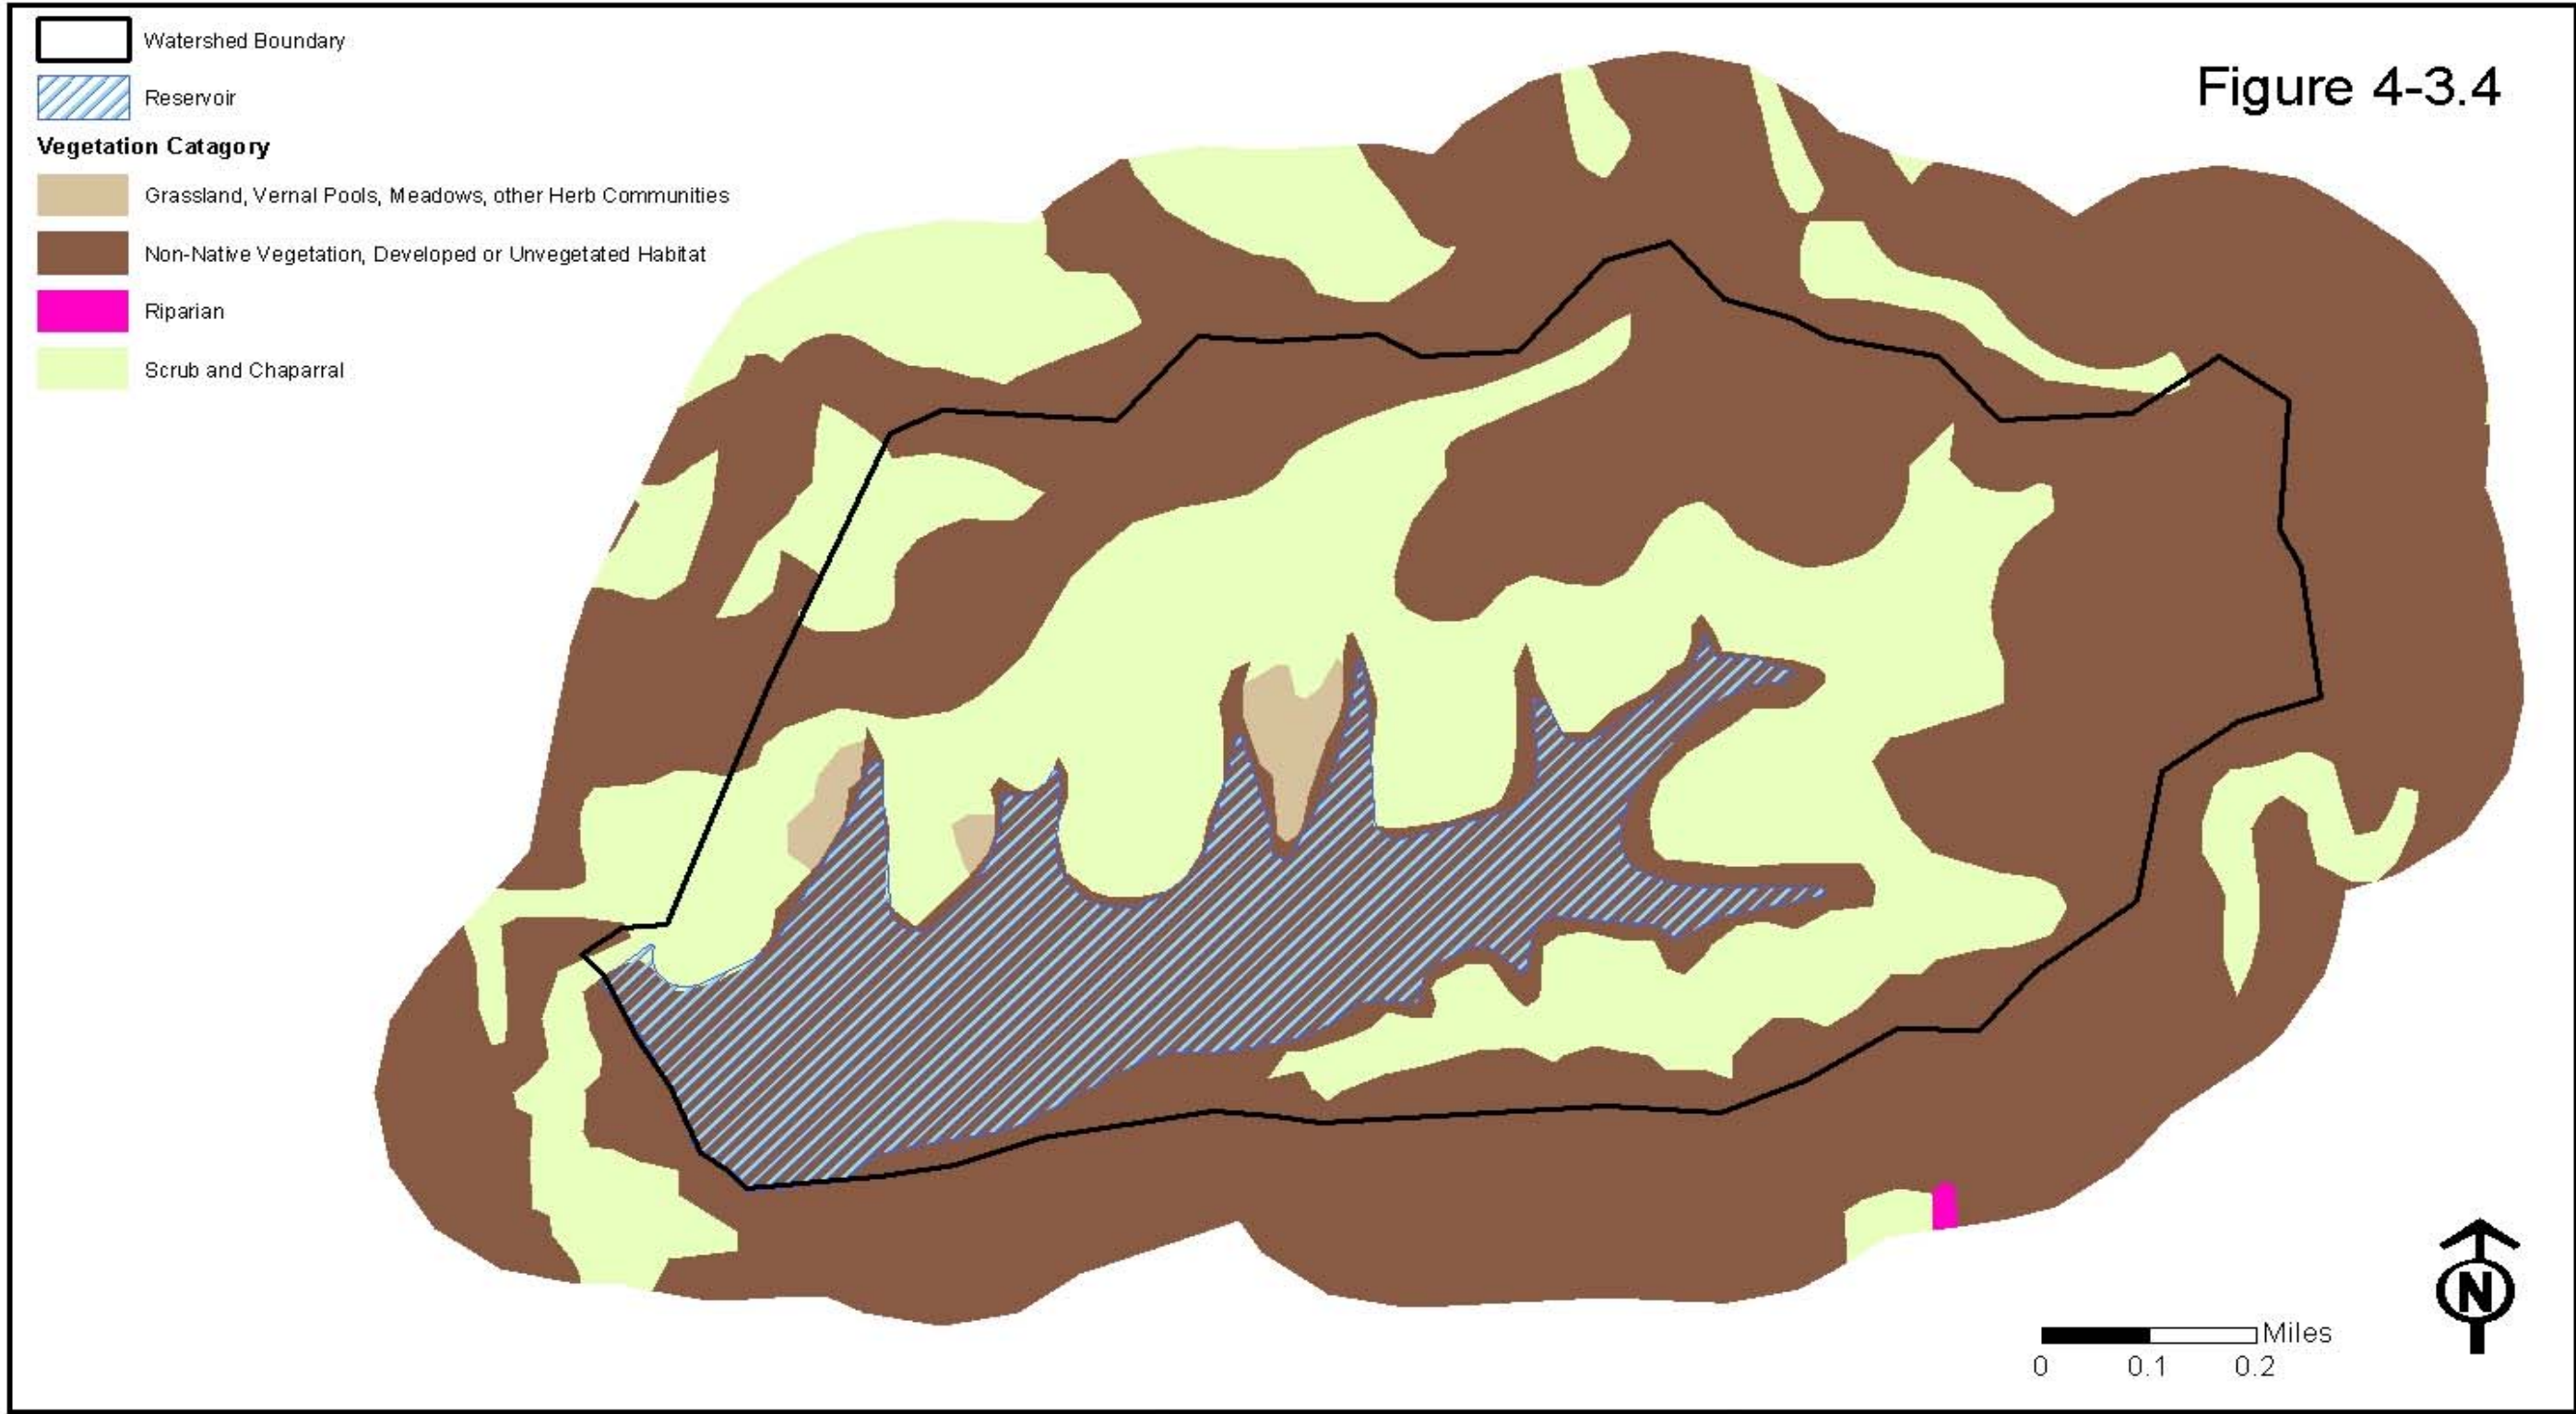 Watershed Boundary
Reservoir
Vegetation Catagory
Grassland, Vernal Pools, Meadows, other Herb Communities
Non-Native Vegetation, Developed or Unvegetated Habitat
Riparian
Scrub and Chaparral
Figure 4-3.4
N
Miles
0 0.1 0.2